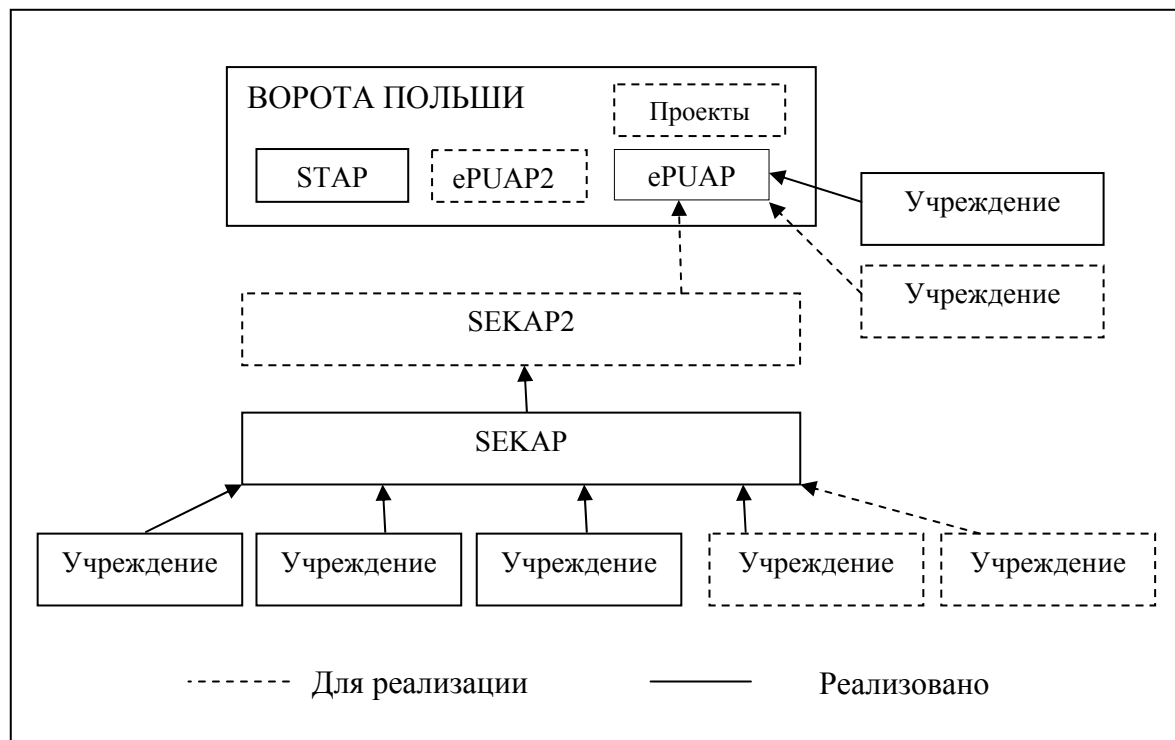 ВОРОТА ПОЛЬШИ
Проекты
STAP
ePUAP2
ePUAP
Учреждение
Учреждение
SEKAP2
SEKAP
Учреждение
Учреждение
Учреждение
Учреждение
Учреждение
Для реализации
Реализовано